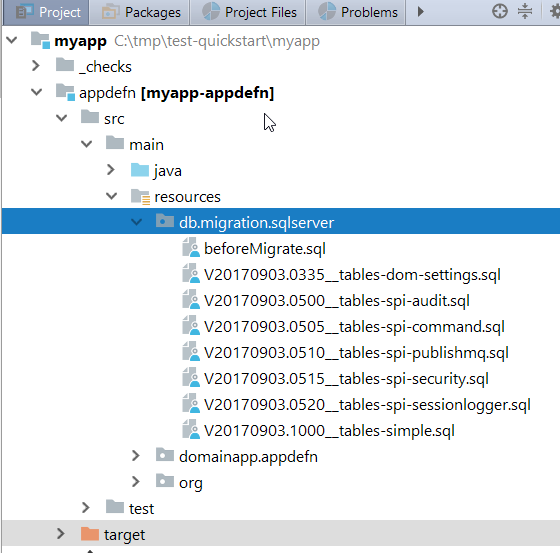 Project Packages Project Files Problems
myapp C:\tmp\test-quickstart\myapp
_checks
appdefn [myapp-appdefn]
src
main
java
resources
db.migration.sqlserver
beforeMigrate.sql
V20170903.0335__tables-dom-settings.sql
V20170903.0500__tables-spi-audit.sql
V20170903.0505__tables-spi-command.sql
V20170903.0510__tables-spi-publishmq.sql
V20170903.0515__tables-spi-security.sql
V20170903.0520__tables-spi-sessionlogger.sql
V20170903.1000__tables-simple.sql
domainapp.appdefn
org
test
target